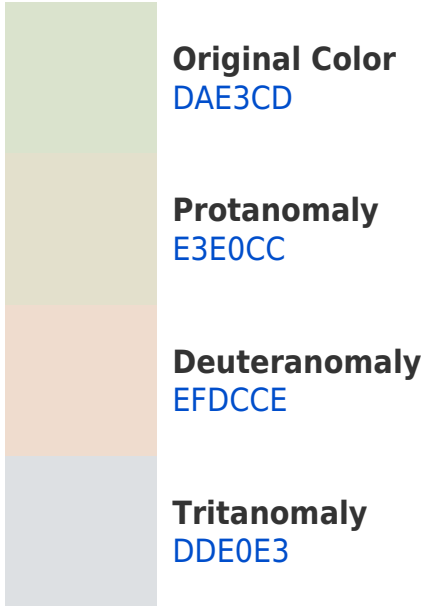 Original Color
DAE3CD
Protanomaly
E3E0CC
Deuteranomaly
EFDCCE
Tritanomaly
DDE0E3